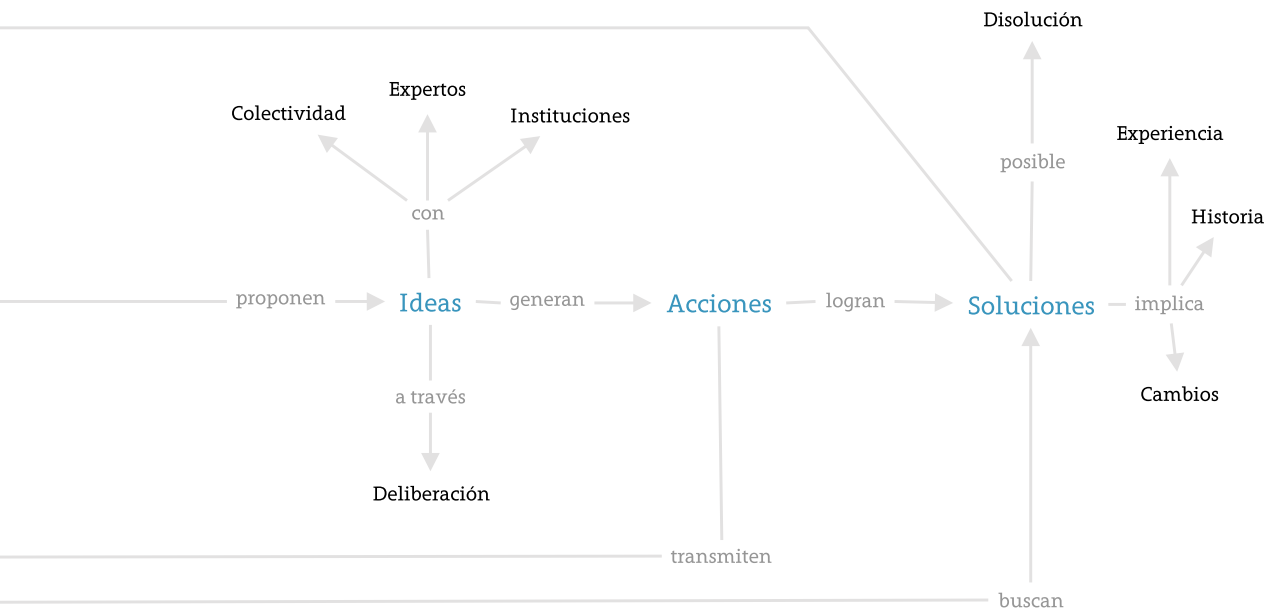 Disolución
Expertos
Colectividad
Instituciones
Experiencia
posible
con
Historia
proponen
Ideas
generan
Acciones
logran
Soluciones
implica
a través
Cambios
Deliberación
transmiten
buscan